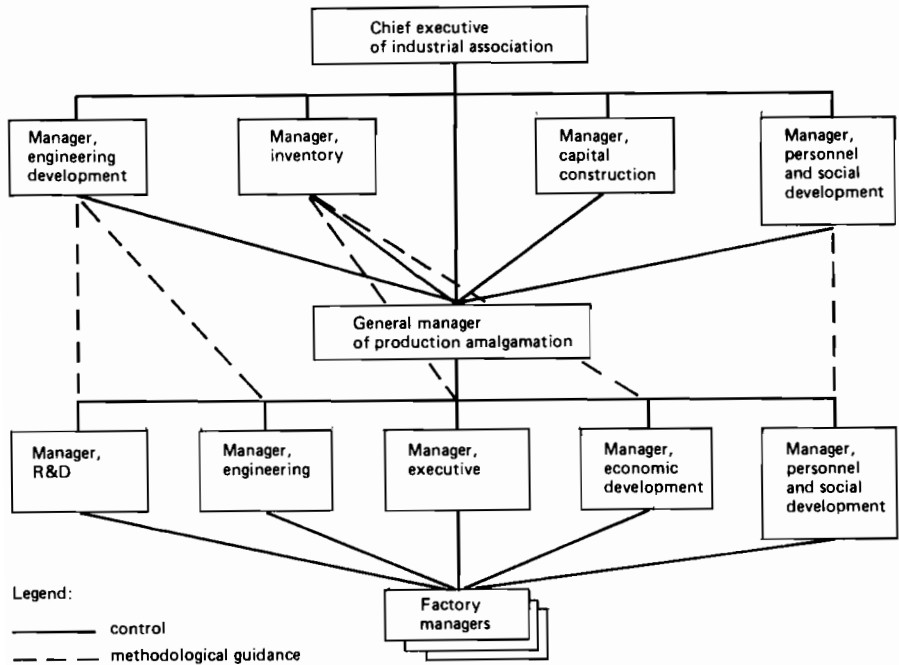 Chief executive
of industrial association
Manager,
engineering
development
Manager,
inventory
Manager,
capital
construction
Manager,
personnel
and social
development
General manager
of production amalgamation
Manager,
R&D
Manager,
engineering
Manager,
executive
Manager,
economic
development
Manager,
personnel
and social
development
Factory
managers
Legend:
control
methodological guidance